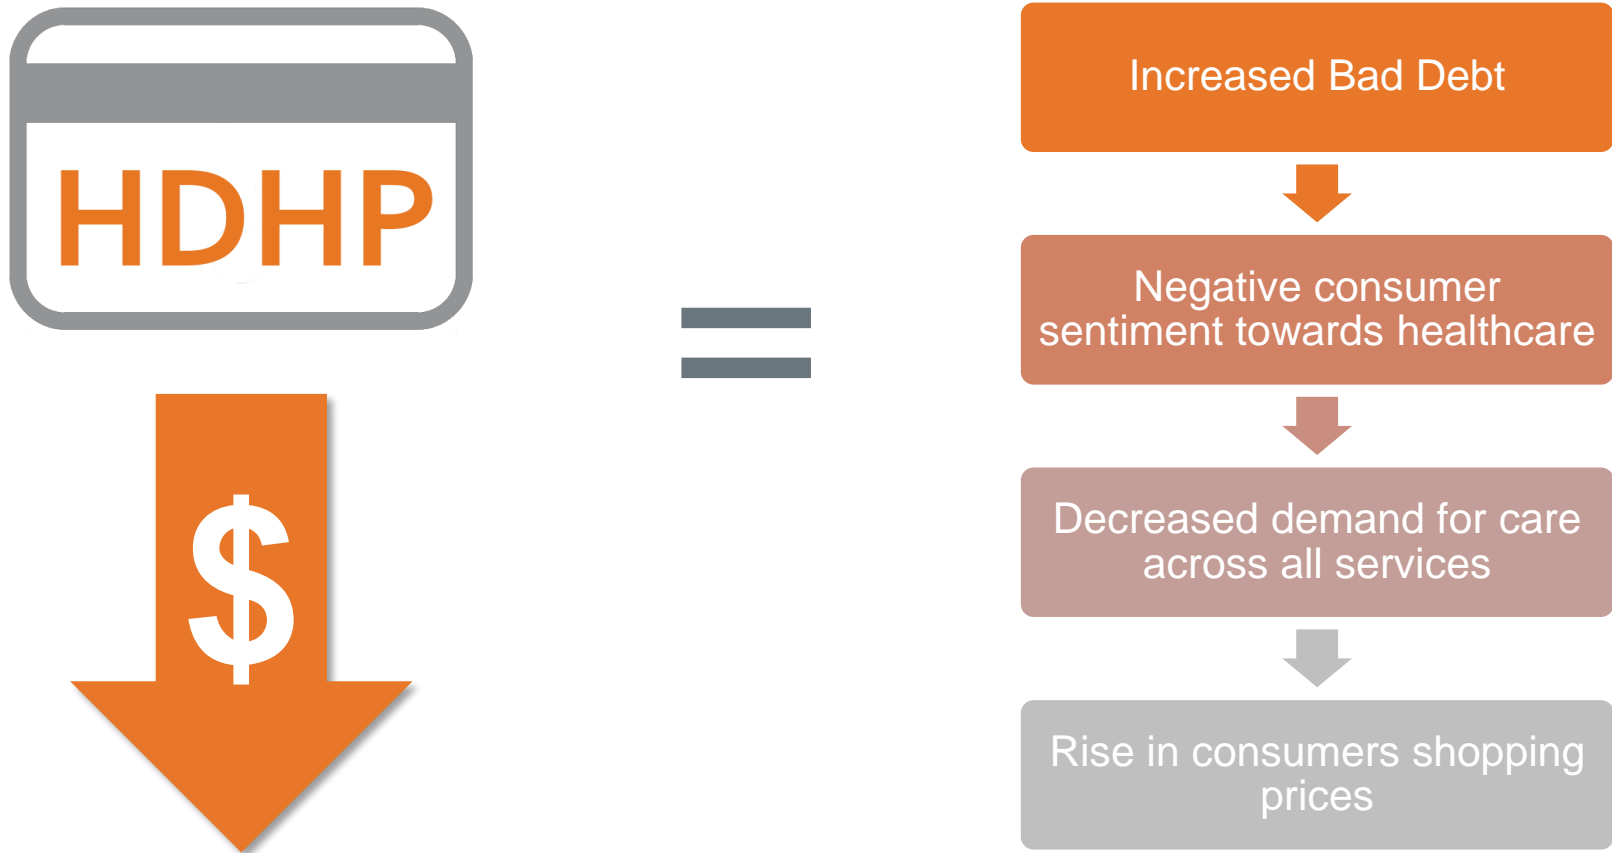 HDHP
$
=
Increased Bad Debt
Negative consumer
sentiment towards healthcare
Decreased demand for care
across all services
Rise in consumers shopping
prices